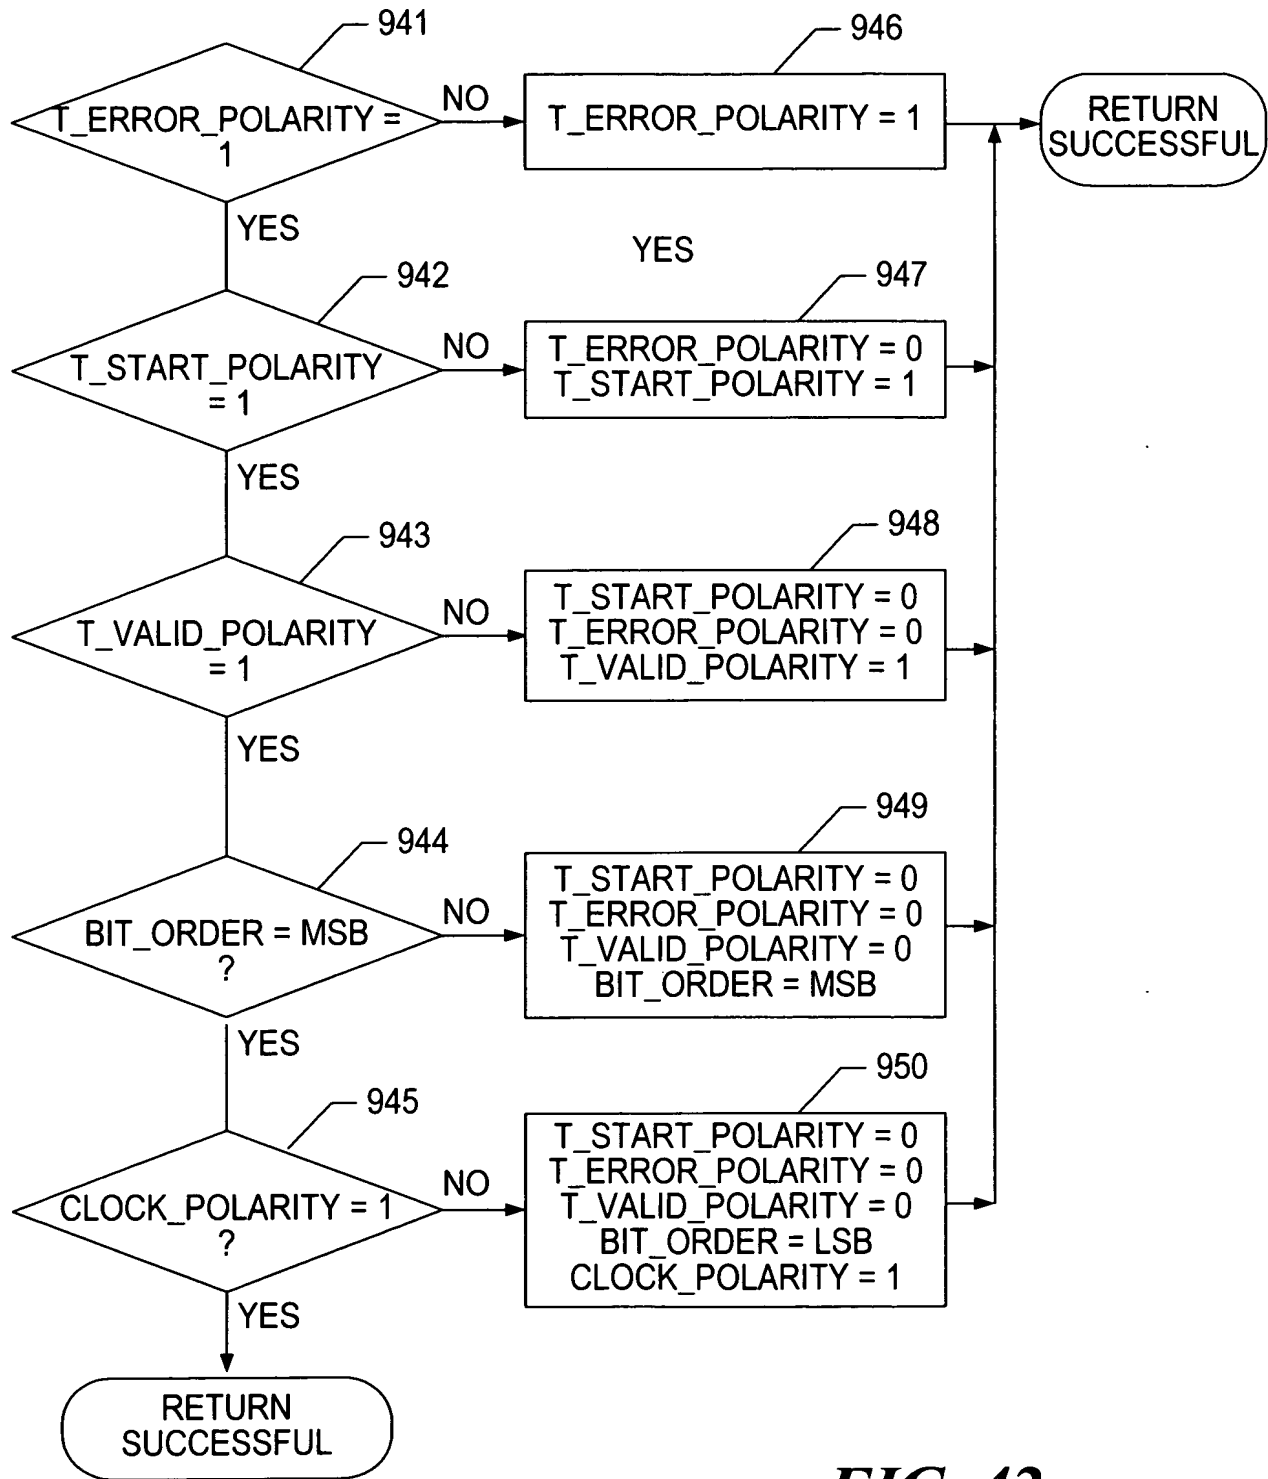 941
T_ERROR_POLARITY =
1
NO
946
T_ERROR_POLARITY = 1
RETURN
SUCCESSFUL
YES
YES
942
T_START_POLARITY
= 1
NO
947
T_ERROR_POLARITY = 0
T_START_POLARITY = 1
YES
943
T_VALID_POLARITY
= 1
NO
948
T_START_POLARITY = 0
T_ERROR_POLARITY = 0
T_VALID_POLARITY = 1
YES
944
BIT_ORDER = MSB
?
NO
949
T_START_POLARITY = 0
T_ERROR_POLARITY = 0
T_VALID_POLARITY = 0
BIT_ORDER = MSB
YES
945
CLOCK_POLARITY = 1
?
NO
950
T_START_POLARITY = 0
T_ERROR_POLARITY = 0
T_VALID_POLARITY = 0
BIT_ORDER = LSB
CLOCK_POLARITY = 1
YES
RETURN
SUCCESSFUL